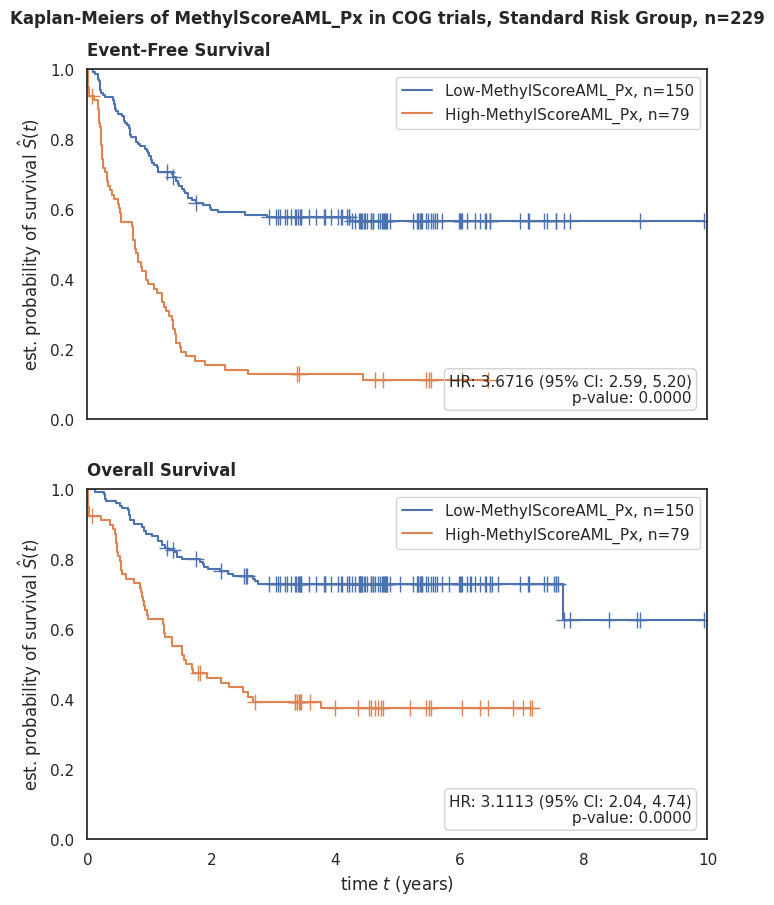 Kaplan-Meiers of MethylScoreAML_Px in COG trials, Standard Risk Group, n=229
Event-Free Survival
1.0
0.8
0.6
0.4
0.2
0.0
est. probability of survival Ŝ(t)
Low-MethylScoreAML_Px, n=150
High-MethylScoreAML_Px, n=79
HR: 3.6716 (95% CI: 2.59, 5.20)
p-value: 0.0000
Overall Survival
1.0
0.8
0.6
0.4
0.2
0.0
est. probability of survival Ŝ(t)
Low-MethylScoreAML_Px, n=150
High-MethylScoreAML_Px, n=79
HR: 3.1113 (95% CI: 2.04, 4.74)
p-value: 0.0000
0 2 4 6 8 10
time t (years)